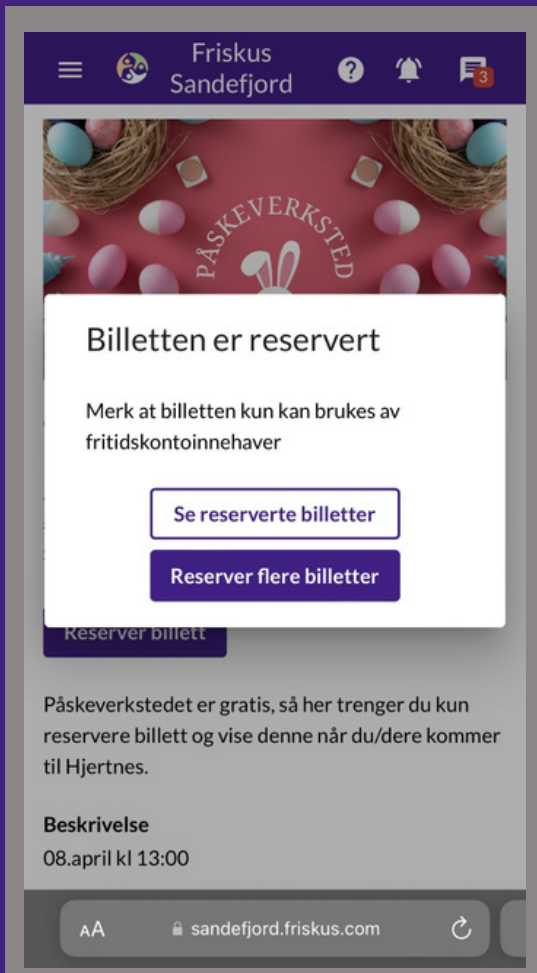 Friskus
Sandefjord
3
PÅSKEVERKSTED
Billetten er reservert
Merk at billetten kun kan brukes av
fritidskontoinnehaver
Se reserverte billetter
Reserver flere billetter
Reserver billett
Påskeverkstedet er gratis, så her trenger du kun
reservere billett og vise denne når du/dere kommer
til Hjertnes.
Beskrivelse
08.april kl 13:00
AA
sandefjord.friskus.com